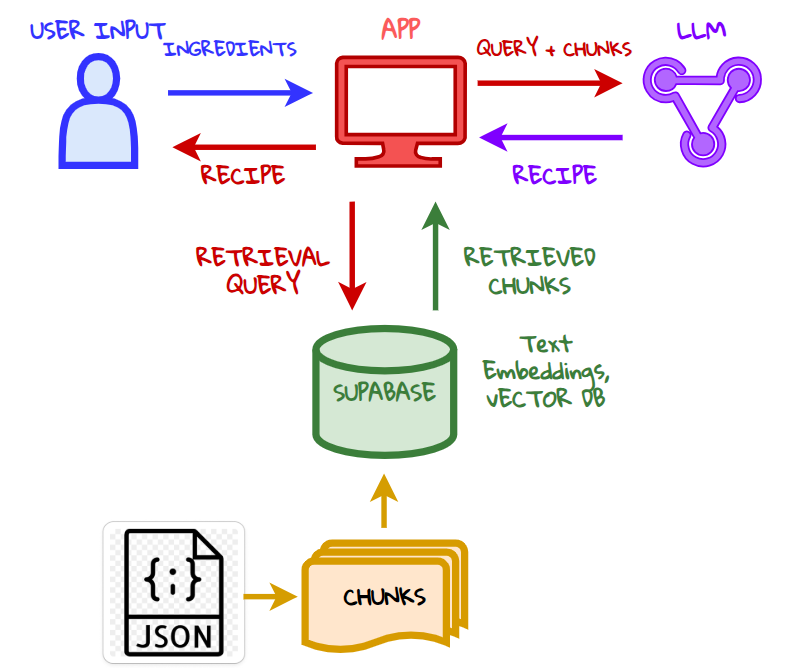 USER INPUT
INGREDIENTS
APP
QUERY + CHUNKS
LLM
RECIPE
RECIPE
RETRIEVAL
QUERY
RETRIEVED
CHUNKS
SUPABASE
Text
Embeddings,
vECTOR DB
{;}
JSON
CHUNKS